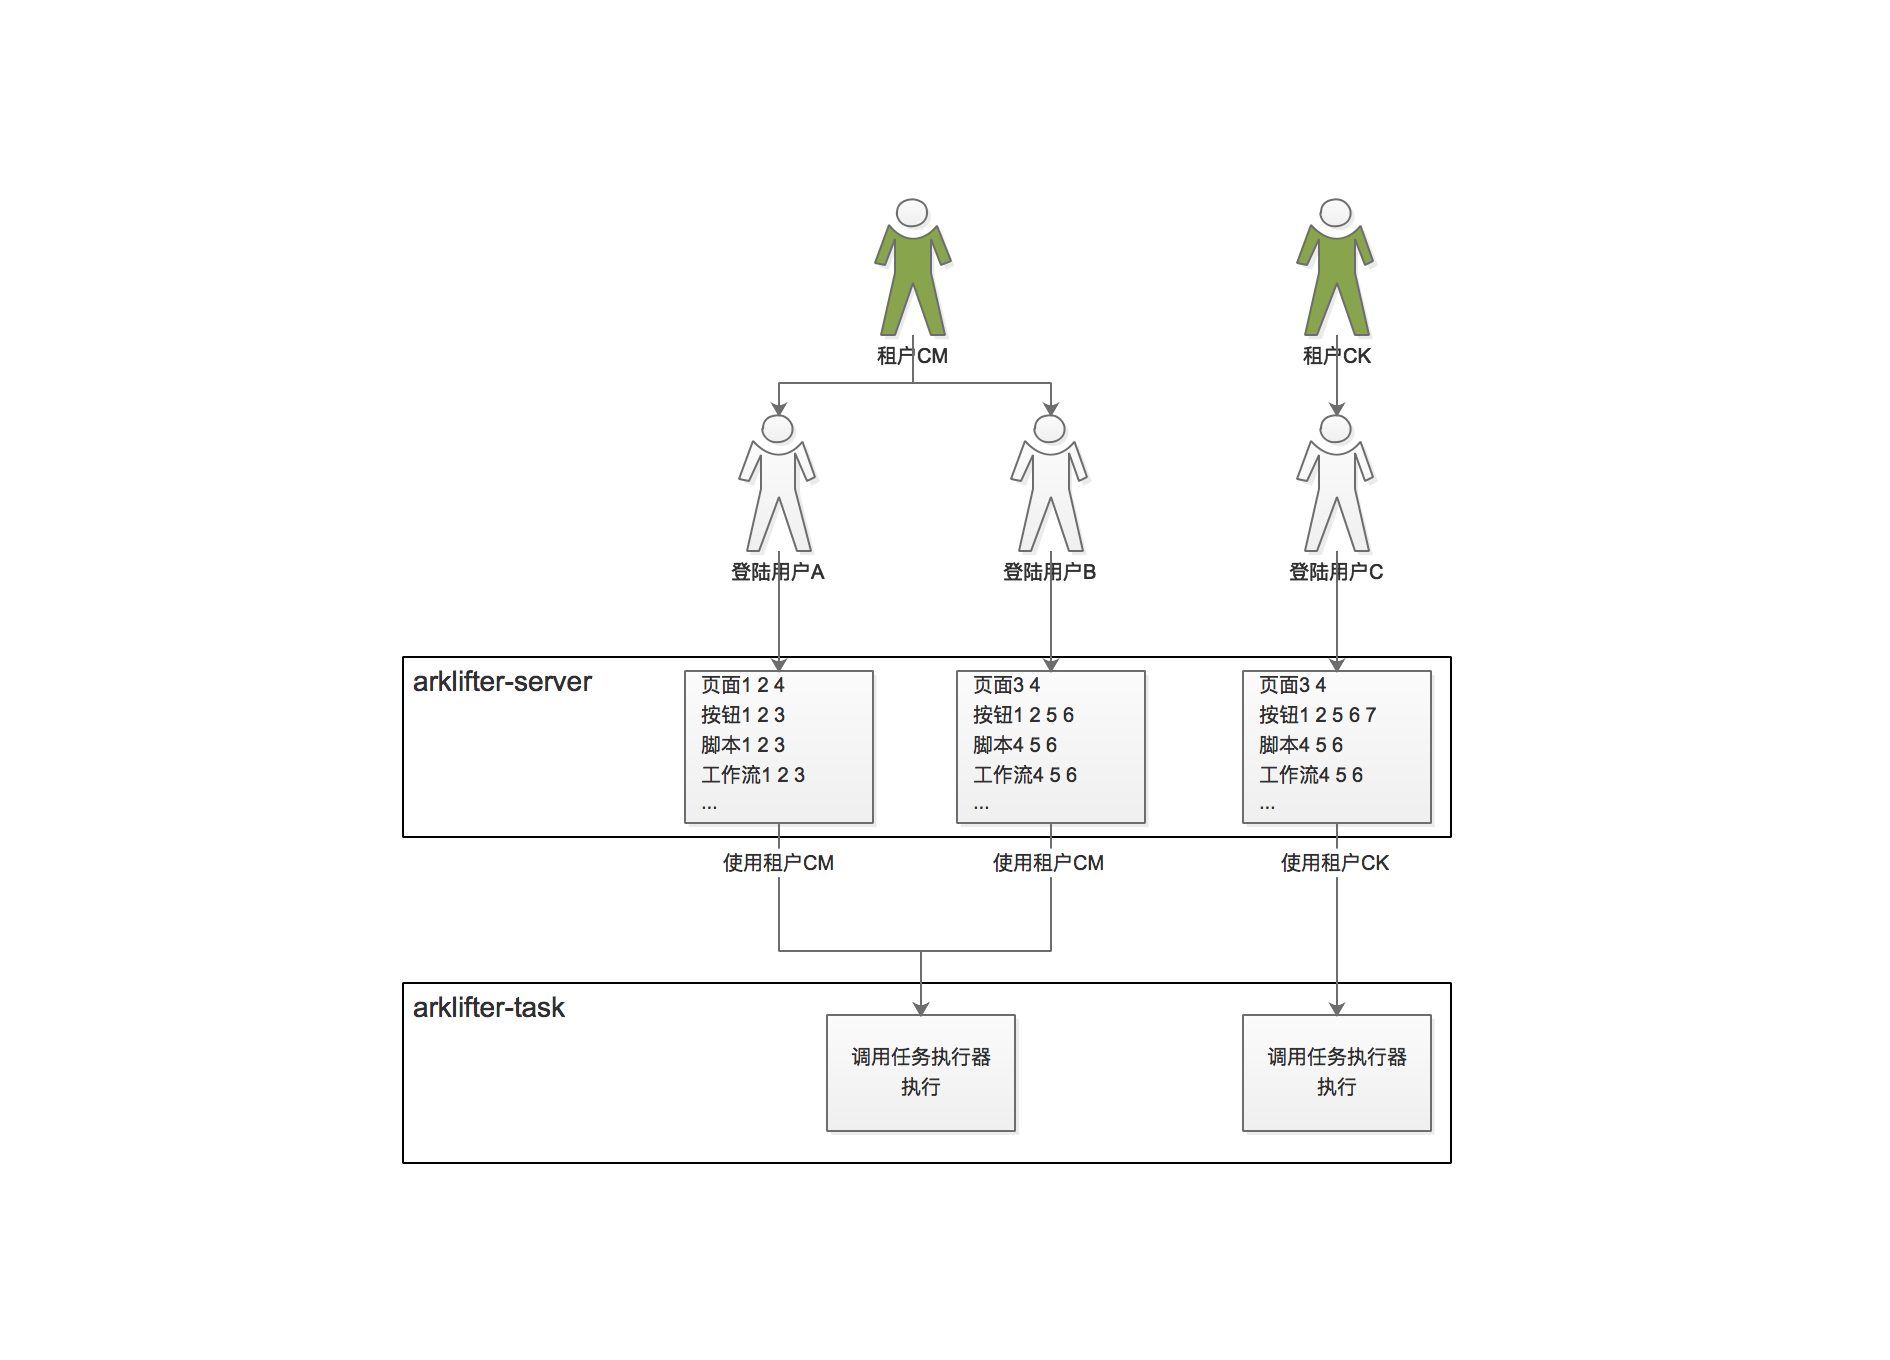 租户CM
租户CK
登陆用户A
登陆用户B
登陆用户C
arklifter-server
页面1 2 4
按钮1 2 3
脚本1 2 3
工作流1 2 3
...
页面3 4
按钮1 2 5 6
脚本4 5 6
工作流4 5 6
...
页面3 4
按钮1 2 5 6 7
脚本4 5 6
工作流4 5 6
...
使用租户CM
使用租户CM
使用租户CK
arklifter-task
调用任务执行器
执行
调用任务执行器
执行